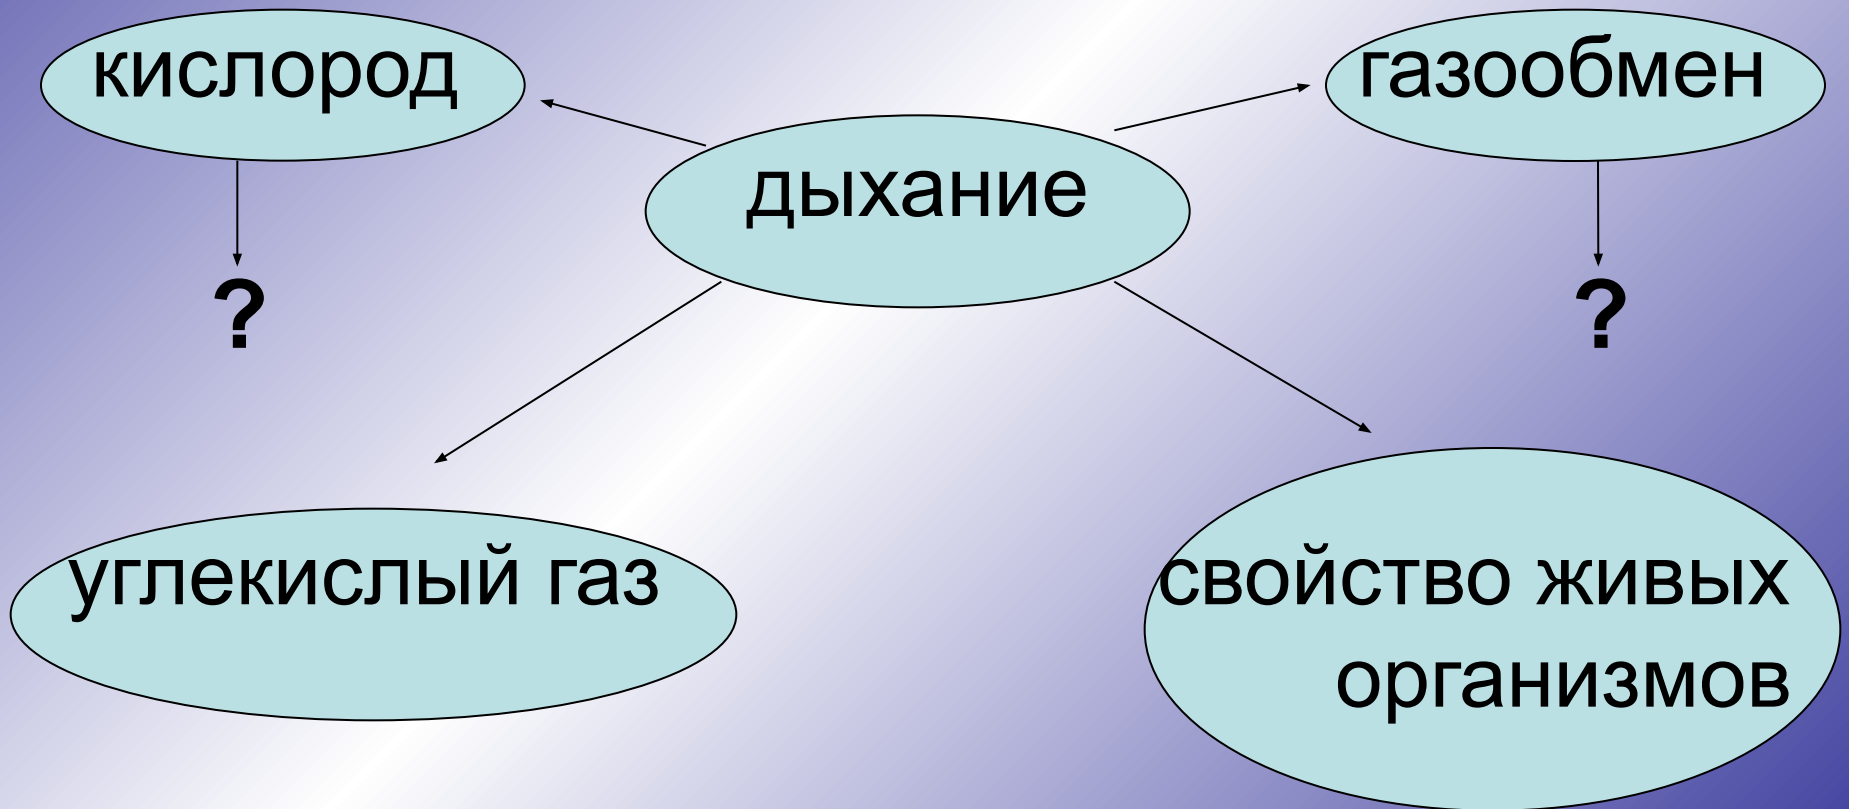 кислород
газообмен
дыхание
?
?
углекислый газ
свойство живых
организмов